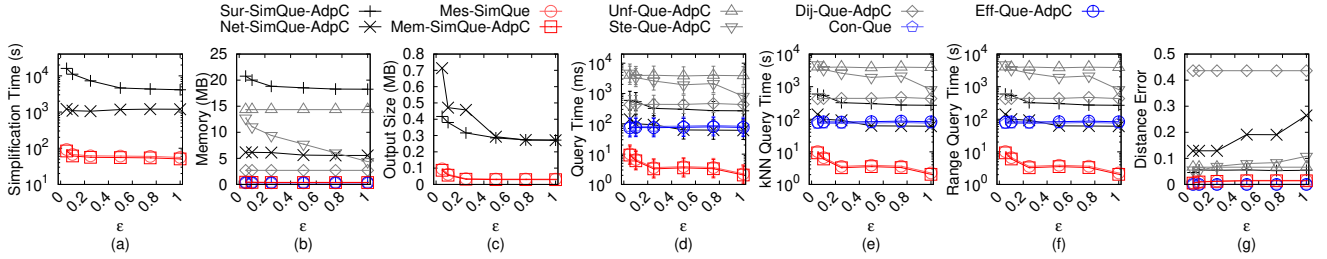 Sur-SimQue-AdpC Mes-SimQue Unf-Que-AdpC Dij-Que-AdpC Eff-Que-AdpC
Net-SimQue-AdpC Mem-SimQue-AdpC Ste-Que-AdpC Con-Que
Simplification Time (s)
10^4
10^3
10^2
10^1
0 0.2 0.4 0.6 0.8 1
ε
(a)
Memory (MB)
25
20
15
10
5
0
0 0.2 0.4 0.6 0.8 1
ε
(b)
Output Size (MB)
0.8
0.7
0.6
0.5
0.4
0.3
0.2
0.1
0
0 0.2 0.4 0.6 0.8 1
ε
(c)
Query Time (ms)
10^4
10^3
10^2
10^1
10^0
0 0.2 0.4 0.6 0.8 1
ε
(d)
kNN Query Time (s)
10^4
10^3
10^2
10^1
10^0
0 0.2 0.4 0.6 0.8 1
ε
(e)
Range Query Time (s)
10^4
10^3
10^2
10^1
10^0
0 0.2 0.4 0.6 0.8 1
ε
(f)
Distance Error
0.5
0.4
0.3
0.2
0.1
0
0 0.2 0.4 0.6 0.8 1
ε
(g)